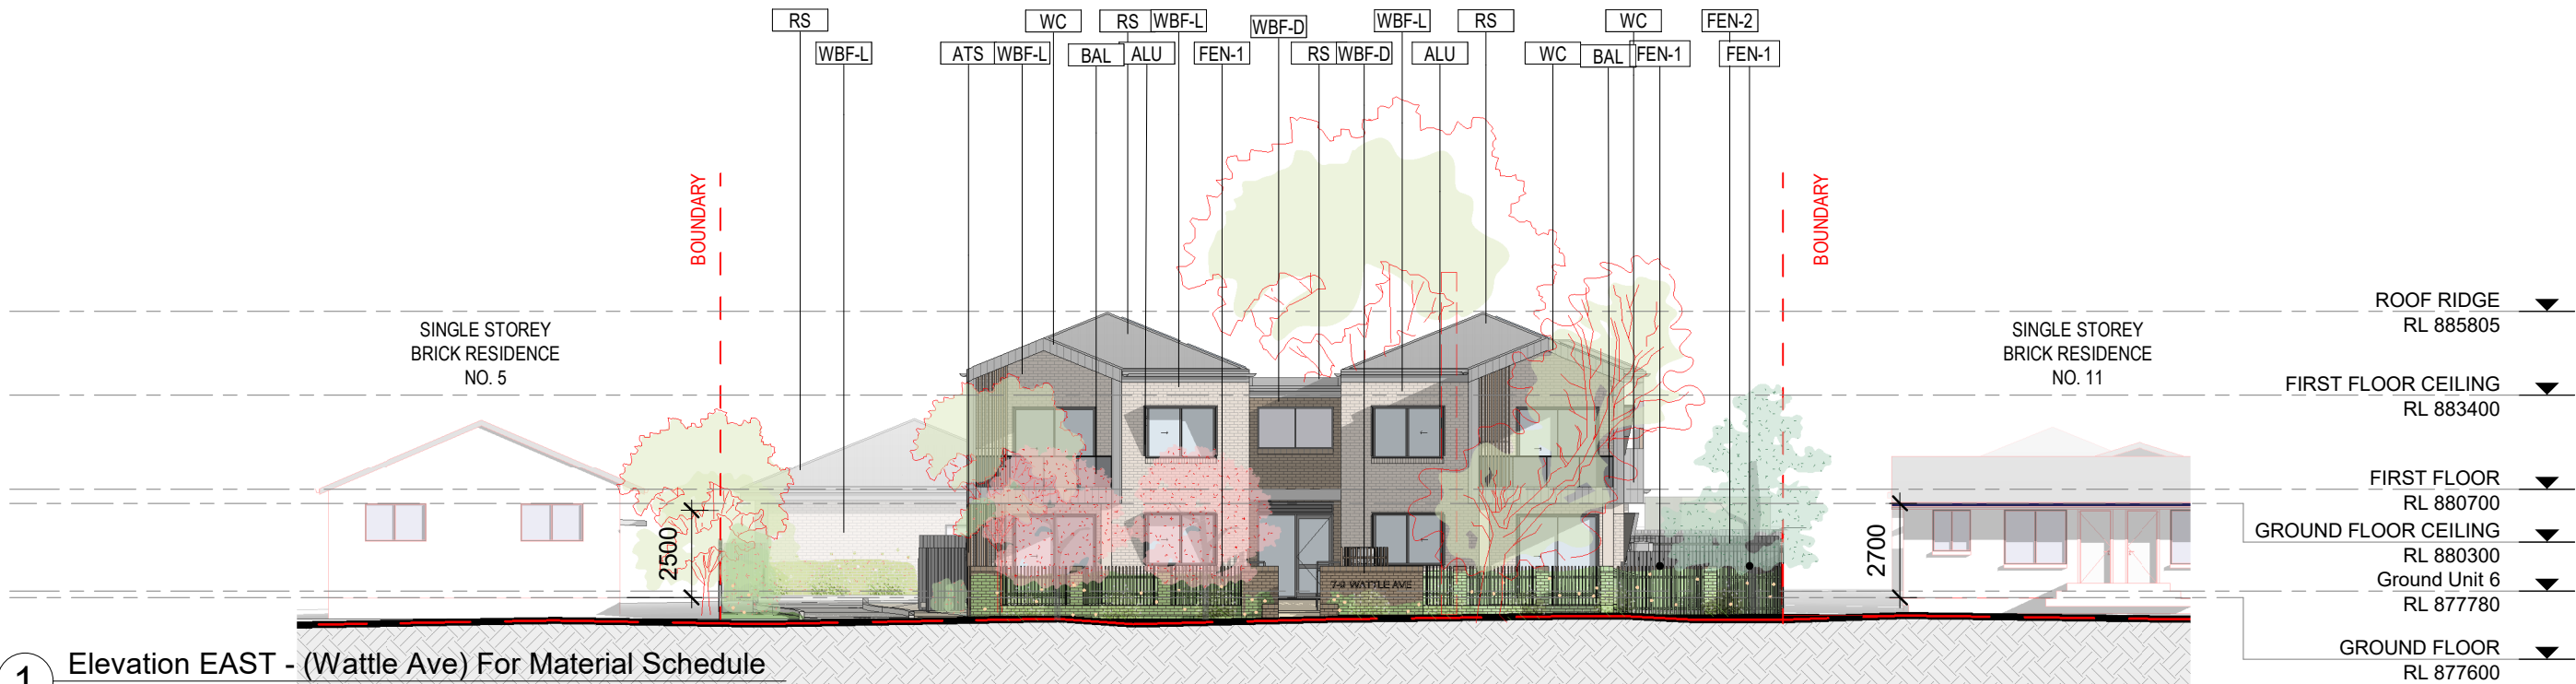 RS
WC
RS
WBF-L
WBF-D
WBF-L
RS
WC
FEN-2
WBF-L
ATS
WBF-L
BAL
ALU
FEN-1
RS
WBF-D
ALU
WC
BAL
FEN-1
FEN-1
BOUNDARY
BOUNDARY
SINGLE STOREY
BRICK RESIDENCE
NO. 5
SINGLE STOREY
BRICK RESIDENCE
NO. 11
ROOF RIDGE
RL 885805
FIRST FLOOR CEILING
RL 883400
FIRST FLOOR
RL 880700
GROUND FLOOR CEILING
RL 880300
Ground Unit 6
RL 877780
GROUND FLOOR
RL 877600
2500
2700
7-9 WATTLE AVE
1
Elevation EAST - (Wattle Ave) For Material Schedule